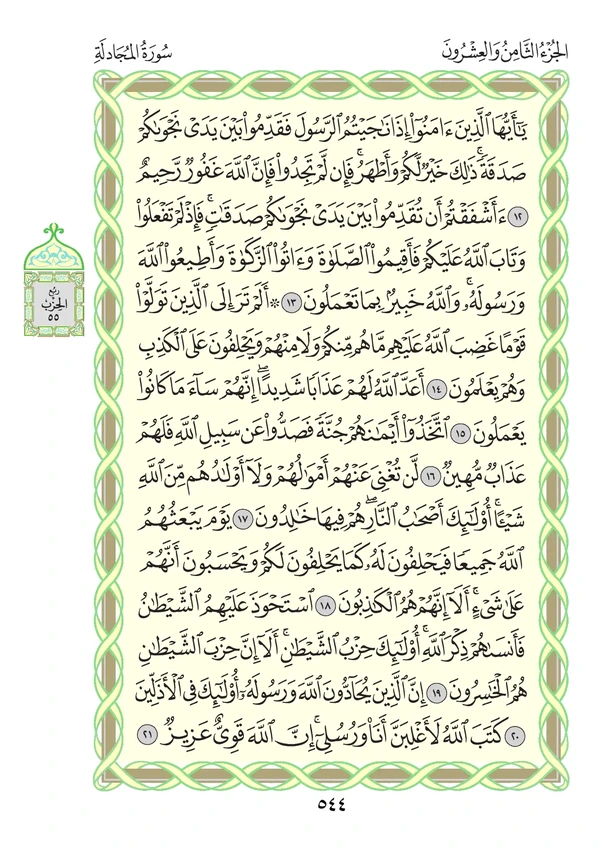 الجُزْءُ الثَّامِنُ وَالعِشْرُونَ
سُورَةُ المُجَادلَةِ
يَٰٓأَيُّهَا ٱلَّذِينَ ءَامَنُوٓاْ إِذَا نَٰجَيۡتُمُ ٱلرَّسُولَ فَقَدِّمُواْ بَيۡنَ يَدَيۡ نَجۡوَىٰكُمۡ
صَدَقَةٗۚ ذَٰلِكَ خَيۡرٞ لَّكُمۡ وَأَطۡهَرُۚ فَإِن لَّمۡ تَجِدُواْ فَإِنَّ ٱللَّهَ غَفُورٞ رَّحِيمٌ
١٢ ءَأَشۡفَقۡتُمۡ أَن تُقَدِّمُواْ بَيۡنَ يَدَيۡ نَجۡوَىٰكُمۡ صَدَقَٰتٖۚ فَإِذۡ لَمۡ تَفۡعَلُواْ
وَتَابَ ٱللَّهُ عَلَيۡكُمۡ فَأَقِيمُواْ ٱلصَّلَوٰةَ وَءَاتُواْ ٱلزَّكَوٰةَ وَأَطِيعُواْ ٱللَّهَ
وَرَسُولَهُۥۚ وَٱللَّهُ خَبِيرُۢ بِمَا تَعۡمَلُونَ ١٣ ۞ أَلَمۡ تَرَ إِلَى ٱلَّذِينَ تَوَلَّوۡاْ
قَوۡمًا غَضِبَ ٱللَّهُ عَلَيۡهِم مَّا هُم مِّنكُمۡ وَلَا مِنۡهُمۡ وَيَحۡلِفُونَ عَلَى ٱلۡكَذِبِ
وَهُمۡ يَعۡلَمُونَ ١٤ أَعَدَّ ٱللَّهُ لَهُمۡ عَذَابٗا شَدِيدًاۖ إِنَّهُمۡ سَآءَ مَا كَانُواْ
يَعۡمَلُونَ ١٥ ٱتَّخَذُوٓاْ أَيۡمَٰنَهُمۡ جُنَّةٗ فَصَدُّواْ عَن سَبِيلِ ٱللَّهِ فَلَهُمۡ
عَذَابٞ مُّهِينٞ ١٦ لَّن تُغۡنِيَ عَنۡهُمۡ أَمۡوَٰلُهُمۡ وَلَآ أَوۡلَٰدُهُم مِّنَ ٱللَّهِ
شَيۡـًٔاۚ أُوْلَٰٓئِكَ أَصۡحَٰبُ ٱلنَّارِۖ هُمۡ فِيهَا خَٰلِدُونَ ١٧ يَوۡمَ يَبۡعَثُهُمُ
ٱللَّهُ جَمِيعٗا فَيَحۡلِفُونَ لَهُۥ كَمَا يَحۡلِفُونَ لَكُمۡ وَيَحۡسَبُونَ أَنَّهُمۡ
عَلَىٰ شَيۡءٍۚ أَلَآ إِنَّهُمۡ هُمُ ٱلۡكَٰذِبُونَ ١٨ ٱسۡتَحۡوَذَ عَلَيۡهِمُ ٱلشَّيۡطَٰنُ
فَأَنسَىٰهُمۡ ذِكۡرَ ٱللَّهِۚ أُوْلَٰٓئِكَ حِزۡبُ ٱلشَّيۡطَٰنِۚ أَلَآ إِنَّ حِزۡبَ ٱلشَّيۡطَٰنِ
هُمُ ٱلۡخَٰسِرُونَ ١٩ إِنَّ ٱلَّذِينَ يُحَآدُّونَ ٱللَّهَ وَرَسُولَهُۥٓ أُوْلَٰٓئِكَ فِي ٱلۡأَذَلِّينَ
٢٠ كَتَبَ ٱللَّهُ لَأَغۡلِبَنَّ أَنَا۠ وَرُسُلِيٓۚ إِنَّ ٱللَّهَ قَوِيٌّ عَزِيزٞ ٢١
ربع
الحزب
٥٥
٥٤٤